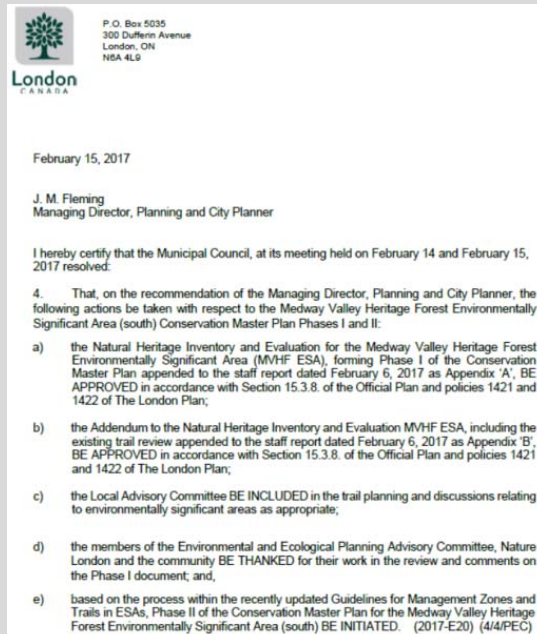 London
CANADA
P.O. Box 5035
300 Dufferin Avenue
London, ON
N6A 4L9
February 15, 2017
J. M. Fleming
Managing Director, Planning and City Planner
I hereby certify that the Municipal Council, at its meeting held on February 14 and February 15,
2017 resolved:
4. That, on the recommendation of the Managing Director, Planning and City Planner, the
following actions be taken with respect to the Medway Valley Heritage Forest Environmentally
Significant Area (south) Conservation Master Plan Phases I and II:
a) the Natural Heritage Inventory and Evaluation for the Medway Valley Heritage Forest
Environmentally Significant Area (MVHF ESA), forming Phase I of the Conservation
Master Plan appended to the staff report dated February 6, 2017 as Appendix 'A', BE
APPROVED in accordance with Section 15.3.8. of the Official Plan and policies 1421 and
1422 of The London Plan;
b) the Addendum to the Natural Heritage Inventory and Evaluation MVHF ESA, including the
existing trail review appended to the staff report dated February 6, 2017 as Appendix 'B',
BE APPROVED in accordance with Section 15.3.8. of the Official Plan and policies 1421
and 1422 of The London Plan;
c) the Local Advisory Committee BE INCLUDED in the trail planning and discussions relating
to environmentally significant areas as appropriate;
d) the members of the Environmental and Ecological Planning Advisory Committee, Nature
London and the community BE THANKED for their work in the review and comments on
the Phase I document; and,
e) based on the process within the recently updated Guidelines for Management Zones and
Trails in ESAs, Phase II of the Conservation Master Plan for the Medway Valley Heritage
Forest Environmentally Significant Area (south) BE INITIATED. (2017-E20) (4/4/PEC)